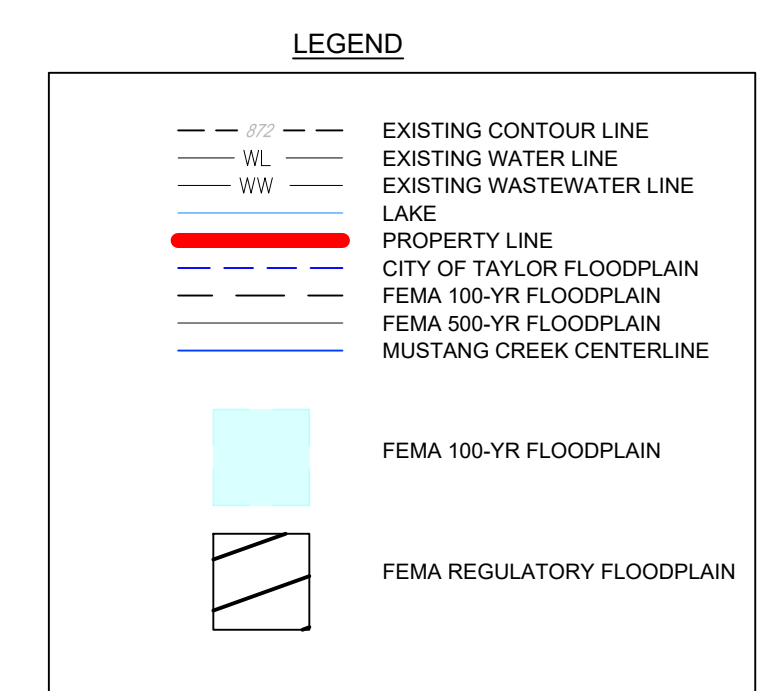 LEGEND
872 EXISTING CONTOUR LINE
WL EXISTING WATER LINE
WW EXISTING WASTEWATER LINE
LAKE
PROPERTY LINE
CITY OF TAYLOR FLOODPLAIN
FEMA 100-YR FLOODPLAIN
FEMA 500-YR FLOODPLAIN
MUSTANG CREEK CENTERLINE
FEMA 100-YR FLOODPLAIN
FEMA REGULATORY FLOODPLAIN